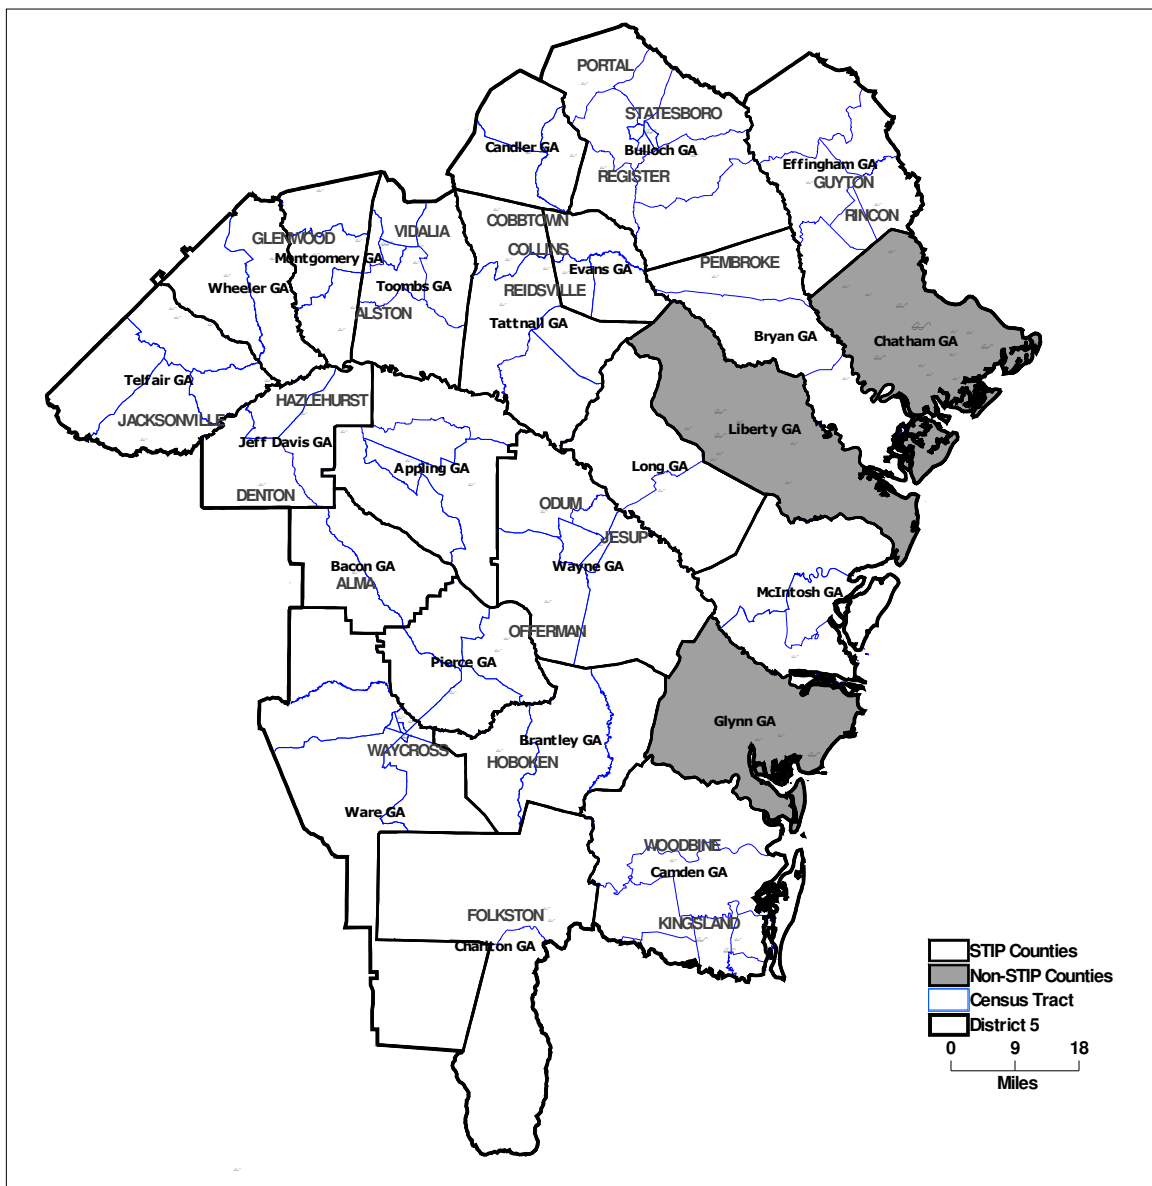 PORTAL
STATESBORO
Candler GA
Bulloch GA
Effingham GA
REGISTER
GUYTON
RINCON
COBBTOWN
VIDALIA
GLENWOOD
COLLINS
Montgomery GA
PEMBROKE
Evans GA
Wheeler GA
Toombs GA
REIDSVILLE
ALSTON
Tattnall GA
Bryan GA
Chatham GA
Telfair GA
HAZLEHURST
JACKSONVILLE
Liberty GA
Jeff Davis GA
Appling GA
Long GA
DENTON
ODUM
JESUP
Bacon GA
Wayne GA
ALMA
McIntosh GA
OFFERMAN
Pierce GA
Glynn GA
Brantley GA
WAYCROSS
HOBOKEN
Ware GA
WOODBINE
Camden GA
FOLKSTON
KINGSLAND
Charlton GA
STIP Counties
Non-STIP Counties
Census Tract
District 5
0 9 18
Miles